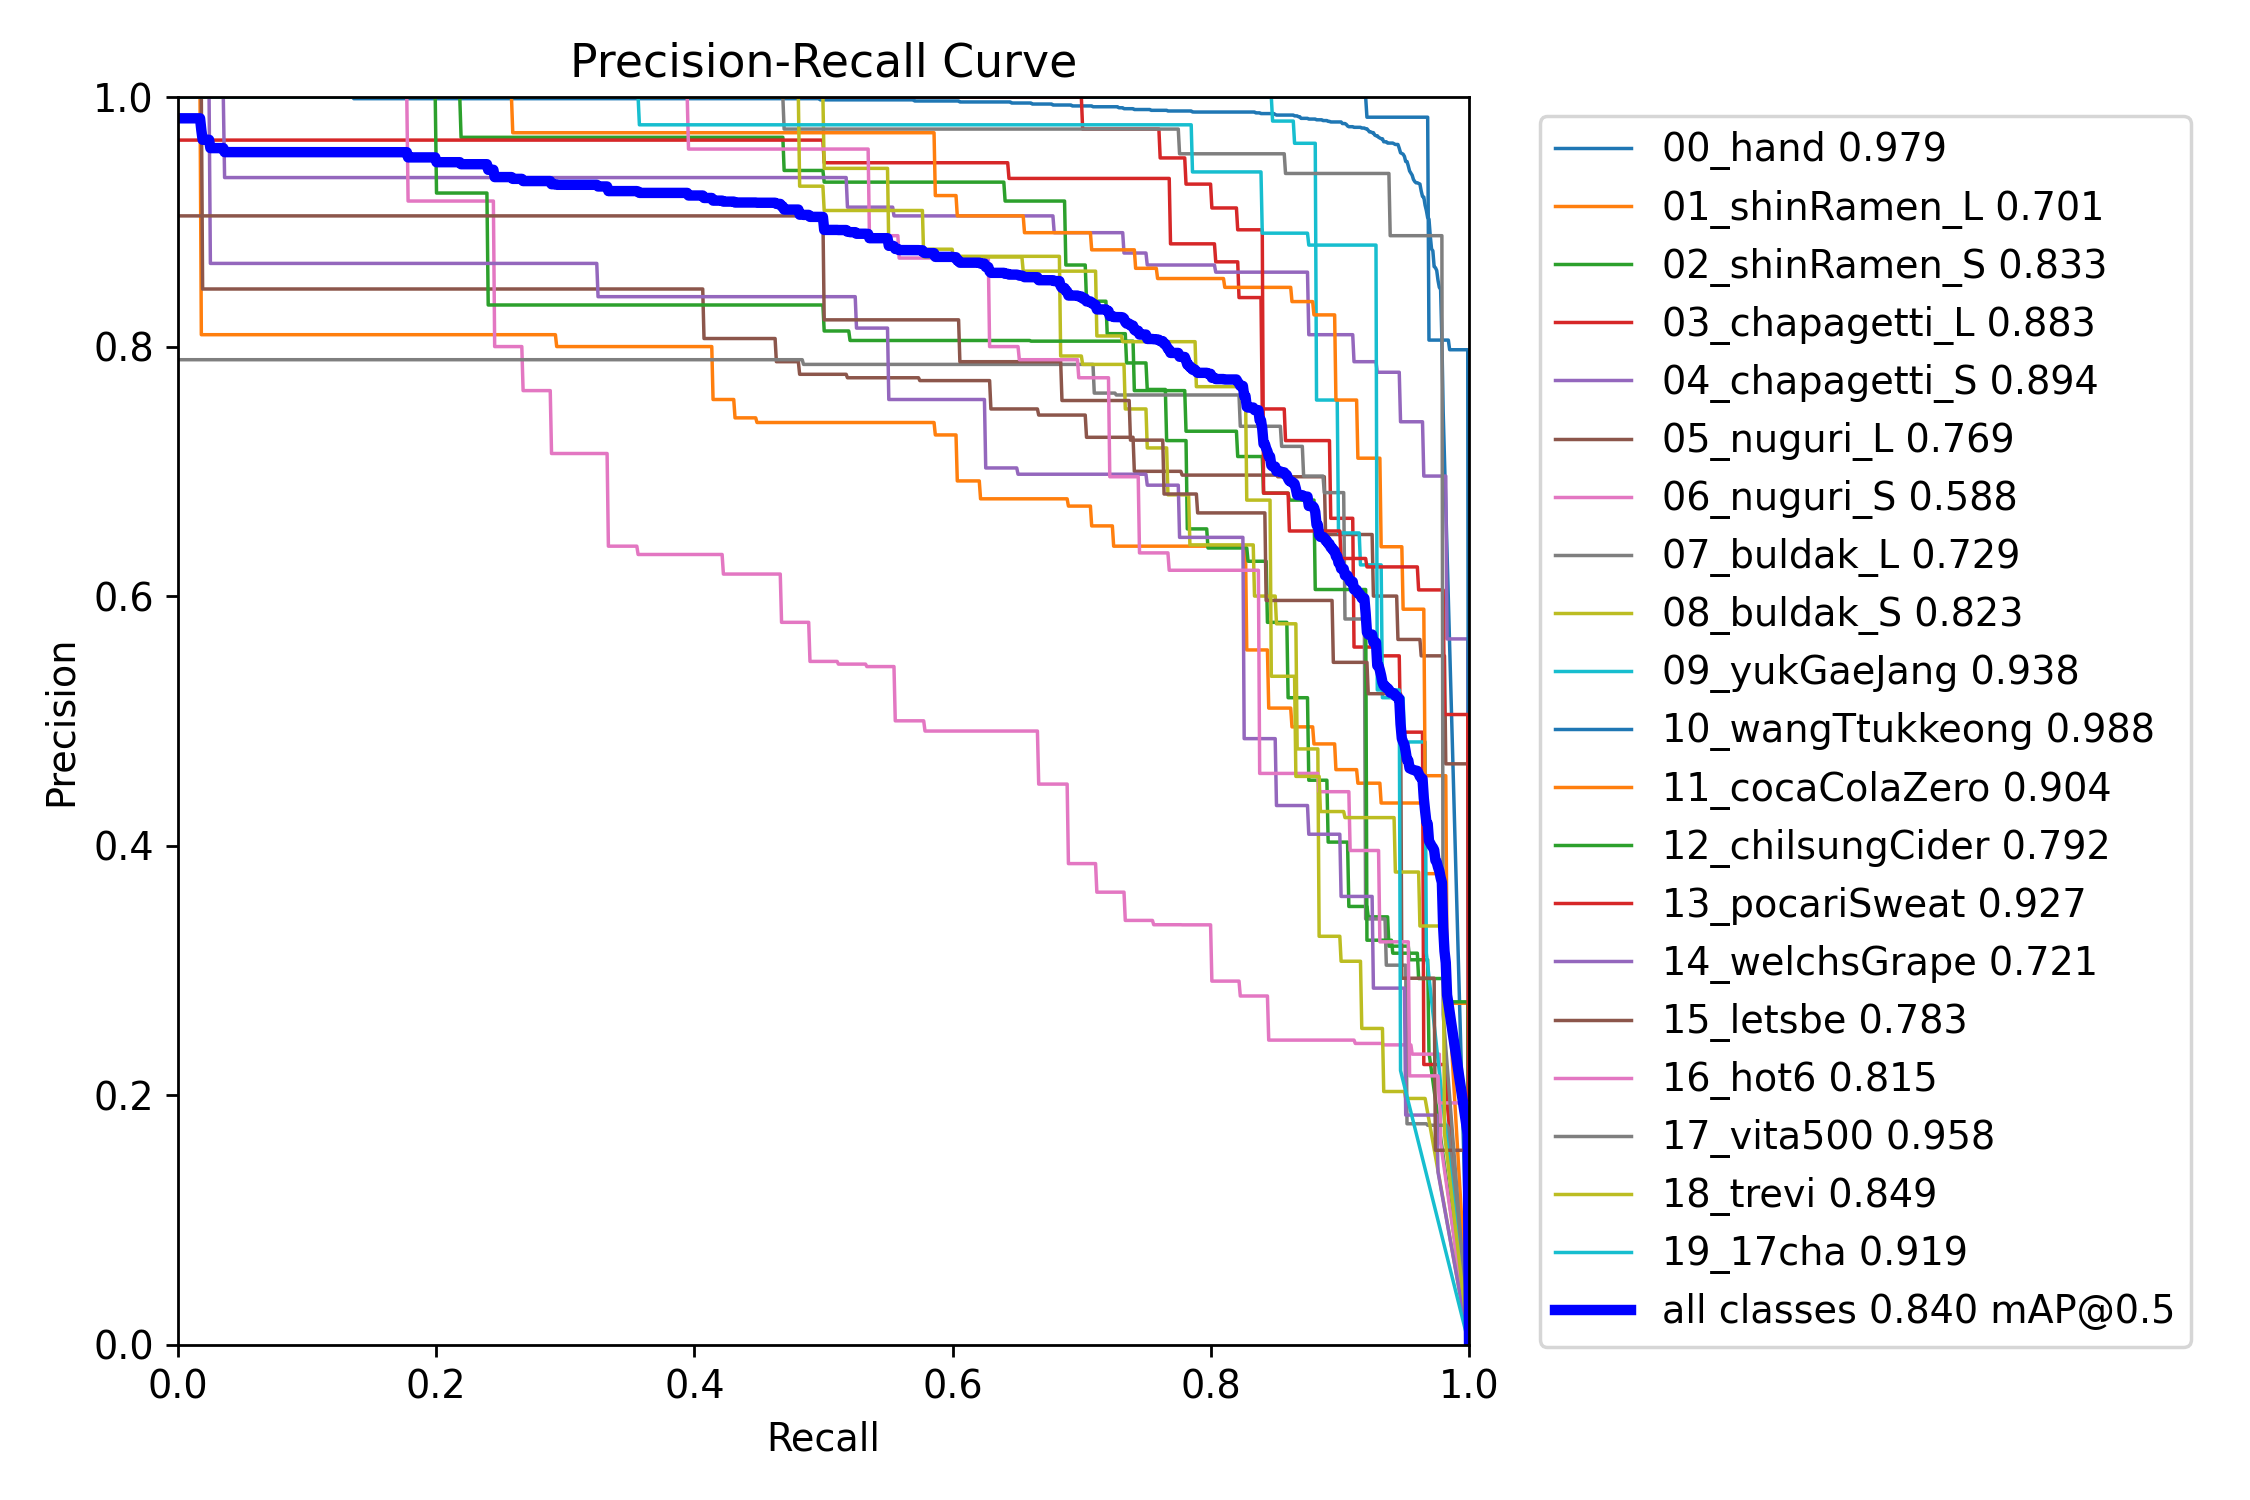 Precision-Recall Curve
1.0
0.8
0.6
0.4
0.2
0.0
Precision
0.0 0.2 0.4 0.6 0.8 1.0
Recall
00_hand 0.979
01_shinRamen_L 0.701
02_shinRamen_S 0.833
03_chapagetti_L 0.883
04_chapagetti_S 0.894
05_nuguri_L 0.769
06_nuguri_S 0.588
07_buldak_L 0.729
08_buldak_S 0.823
09_yukGaeJang 0.938
10_wangTtukkeong 0.988
11_cocaColaZero 0.904
12_chilsungCider 0.792
13_pocariSweat 0.927
14_welchsGrape 0.721
15_letsbe 0.783
16_hot6 0.815
17_vita500 0.958
18_trevi 0.849
19_17cha 0.919
all classes 0.840 mAP@0.5